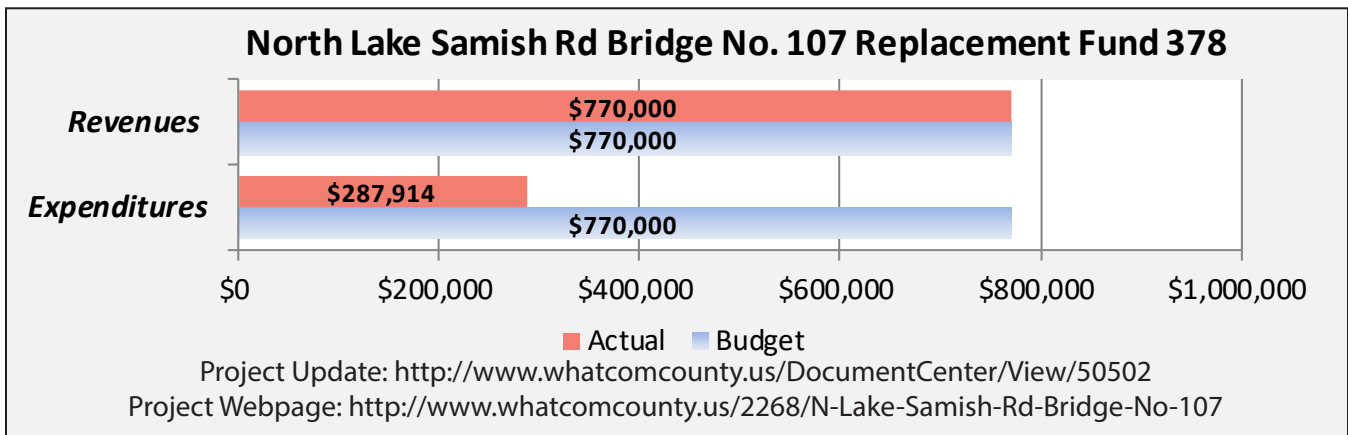 North Lake Samish Rd Bridge No. 107 Replacement Fund 378
Revenues
$770,000
$770,000
Expenditures
$287,914
$770,000
$0 $200,000 $400,000 $600,000 $800,000 $1,000,000
Actual Budget
Project Update: http://www.whatcomcounty.us/DocumentCenter/View/50502
Project Webpage: http://www.whatcomcounty.us/2268/N-Lake-Samish-Rd-Bridge-No-107